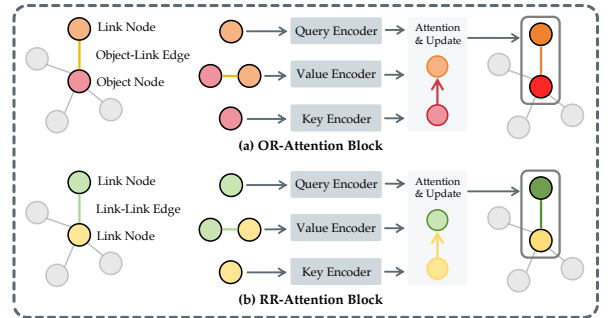 Link Node
Object-Link Edge
Object Node
Query Encoder
Value Encoder
Key Encoder
Attention
& Update
(a) OR-Attention Block
Link Node
Link-Link Edge
Link Node
Query Encoder
Value Encoder
Key Encoder
Attention
& Update
(b) RR-Attention Block